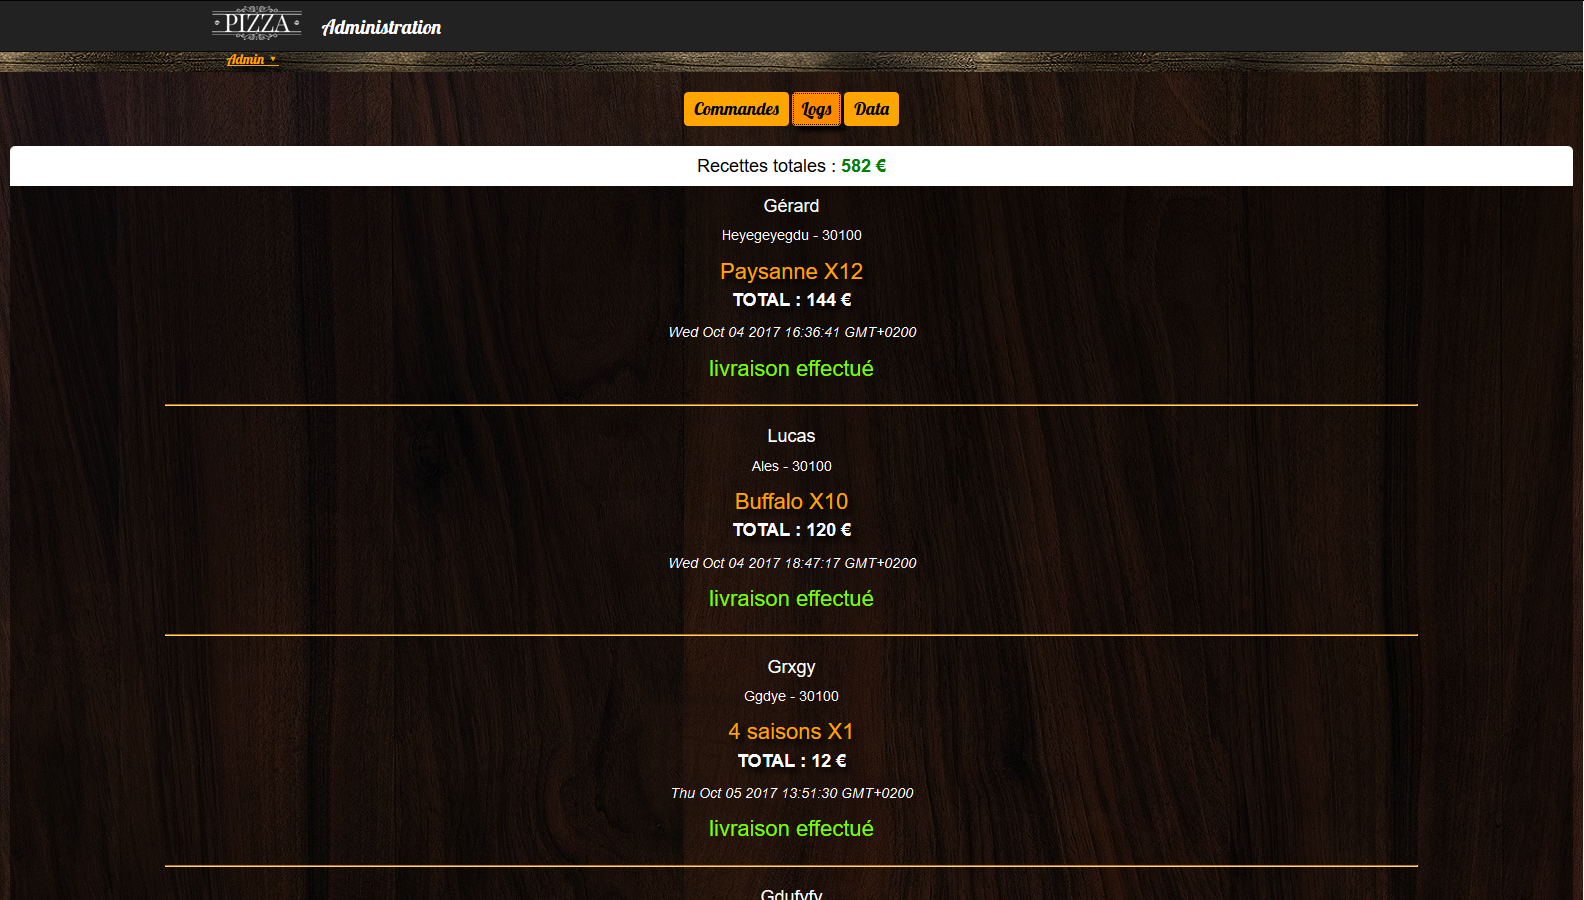 PIZZA
Administration
Admin
Commandes Logs Data
Recettes totales : 582 €
Gérard
Heyegeyegdu - 30100
Paysanne X12
TOTAL : 144 €
Wed Oct 04 2017 16:36:41 GMT+0200
livraison effectué
Lucas
Ales - 30100
Buffalo X10
TOTAL : 120 €
Wed Oct 04 2017 18:47:17 GMT+0200
livraison effectué
Grxgy
Ggdye - 30100
4 saisons X1
TOTAL : 12 €
Thu Oct 05 2017 13:51:30 GMT+0200
livraison effectué
Gdufyfy